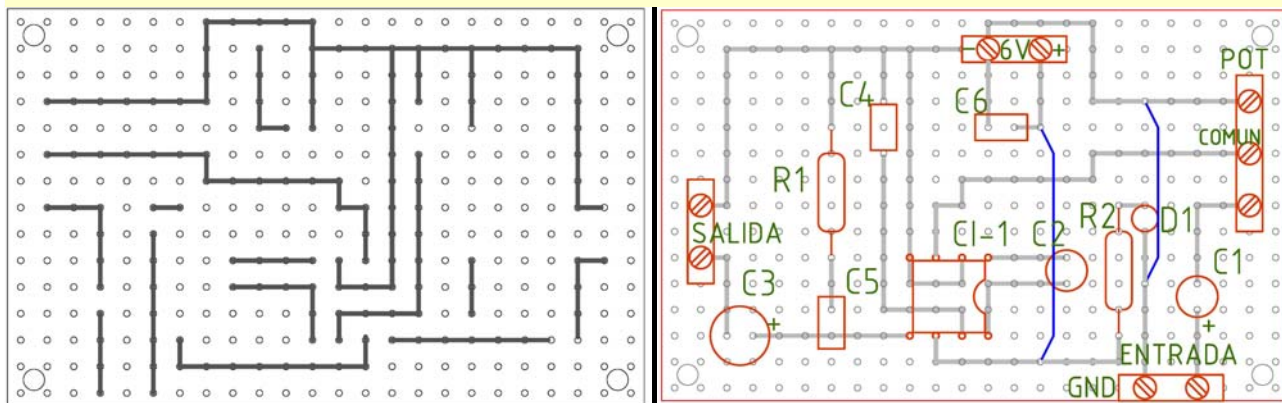 - 6V +
POT
C4
C6
COMUN
R1
R2
D1
SALIDA
CI-1
C2
C3
C5
C1
+
+
ENTRADA
GND